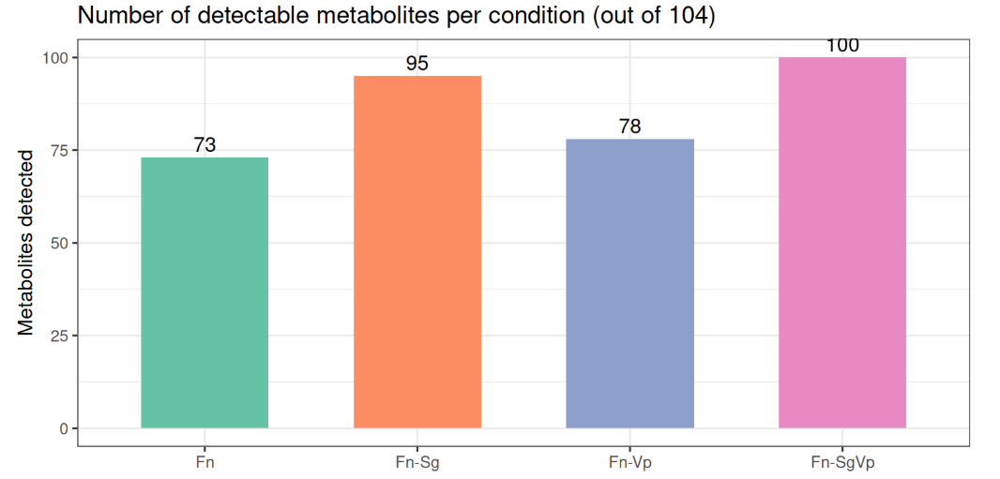 Number of detectable metabolites per condition (out of 104)
Metabolites detected
100
75
50
25
0
73
95
78
100
Fn
Fn-Sg
Fn-Vp
Fn-SgVp